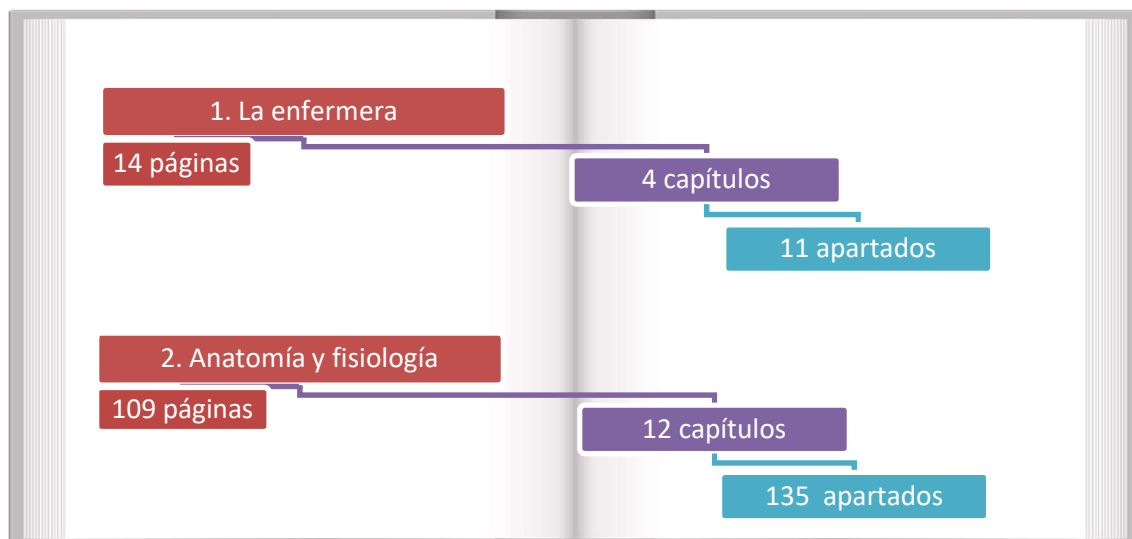 1. La enfermera
14 páginas
4 capítulos
11 apartados
2. Anatomía y fisiología
109 páginas
12 capítulos
135 apartados